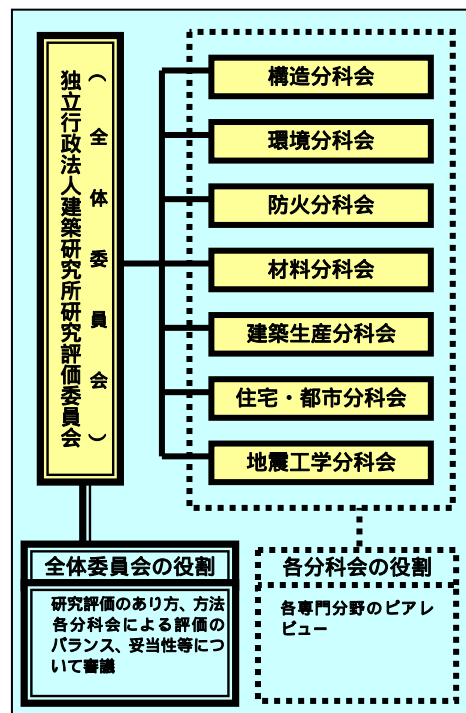 独立行政法人建築研究所研究評価委員会
（全体委員会）
構造分科会
環境分科会
防火分科会
材料分科会
建築生産分科会
住宅・都市分科会
地震工学分科会
全体委員会の役割
研究評価のあり方、方法
各分科会による評価の
バランス、妥当性等につ
いて審議
各分科会の役割
各専門分野のピアレ
ビュー